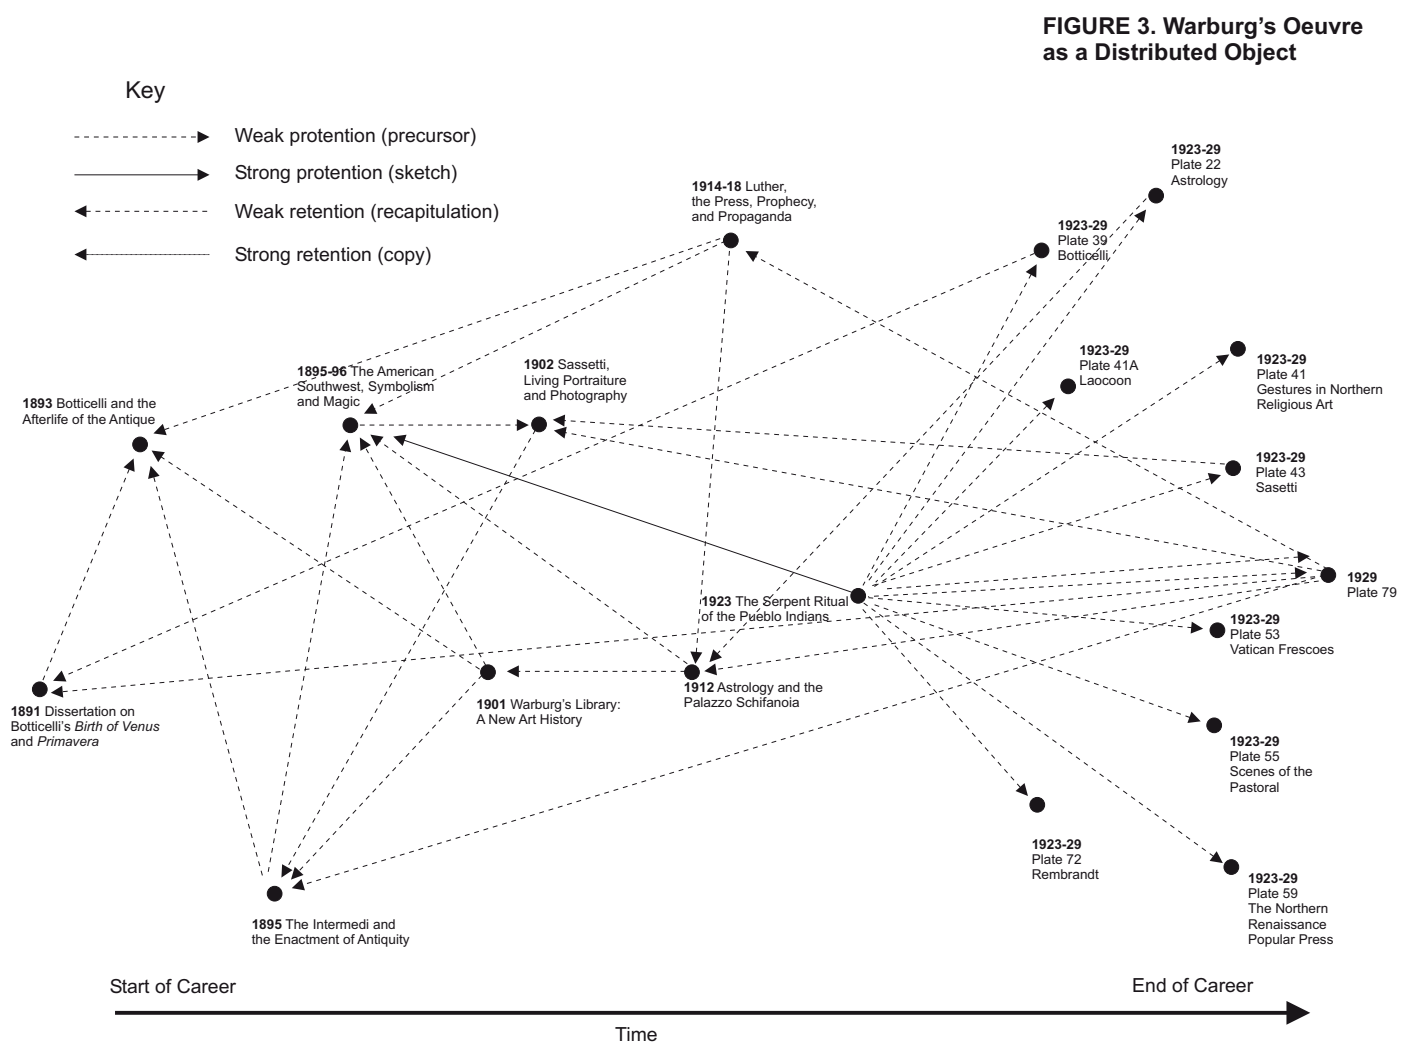 FIGURE 3. Warburg's Oeuvre
as a Distributed Object
Key
Weak protention (precursor)
Strong protention (sketch)
Weak retention (recapitulation)
Strong retention (copy)
1923-29
Plate 22
Astrology
1914-18 Luther,
the Press, Prophecy,
and Propaganda
1923-29
Plate 39
Botticelli
1895-96 The American
Southwest, Symbolism
and Magic
1902 Sassetti,
Living Portraiture
and Photography
1923-29
Plate 41A
Laocoon
1923-29
Plate 41
Gestures in Northern
Religious Art
1893 Botticelli and the
Afterlife of the Antique
1923-29
Plate 43
Sasetti
1929
Plate 79
1923 The Serpent Ritual
of the Pueblo Indians
1923-29
Plate 53
Vatican Frescoes
1891 Dissertation on
Botticelli's Birth of Venus
and Primavera
1901 Warburg's Library:
A New Art History
1912 Astrology and the
Palazzo Schifanoia
1923-29
Plate 55
Scenes of the
Pastoral
1923-29
Plate 72
Rembrandt
1923-29
Plate 59
The Northern
Renaissance
Popular Press
1895 The Intermedi and
the Enactment of Antiquity
Start of Career
End of Career
Time